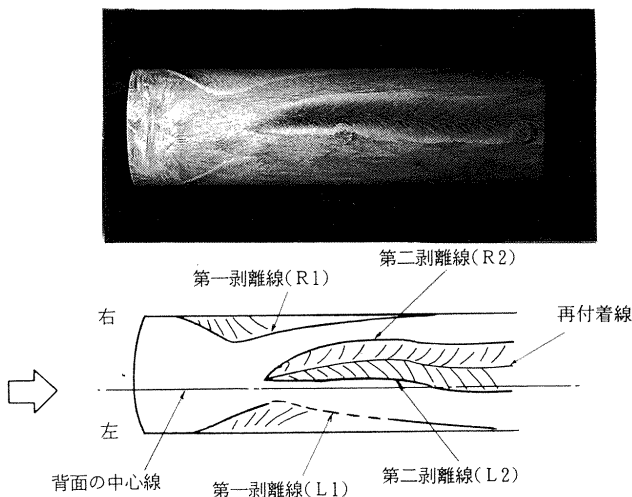 第二剥離線(R2)
第一剥離線(R1)
再付着線
右
左
背面の中心線
第一剥離線(L1)
第二剥離線(L2)